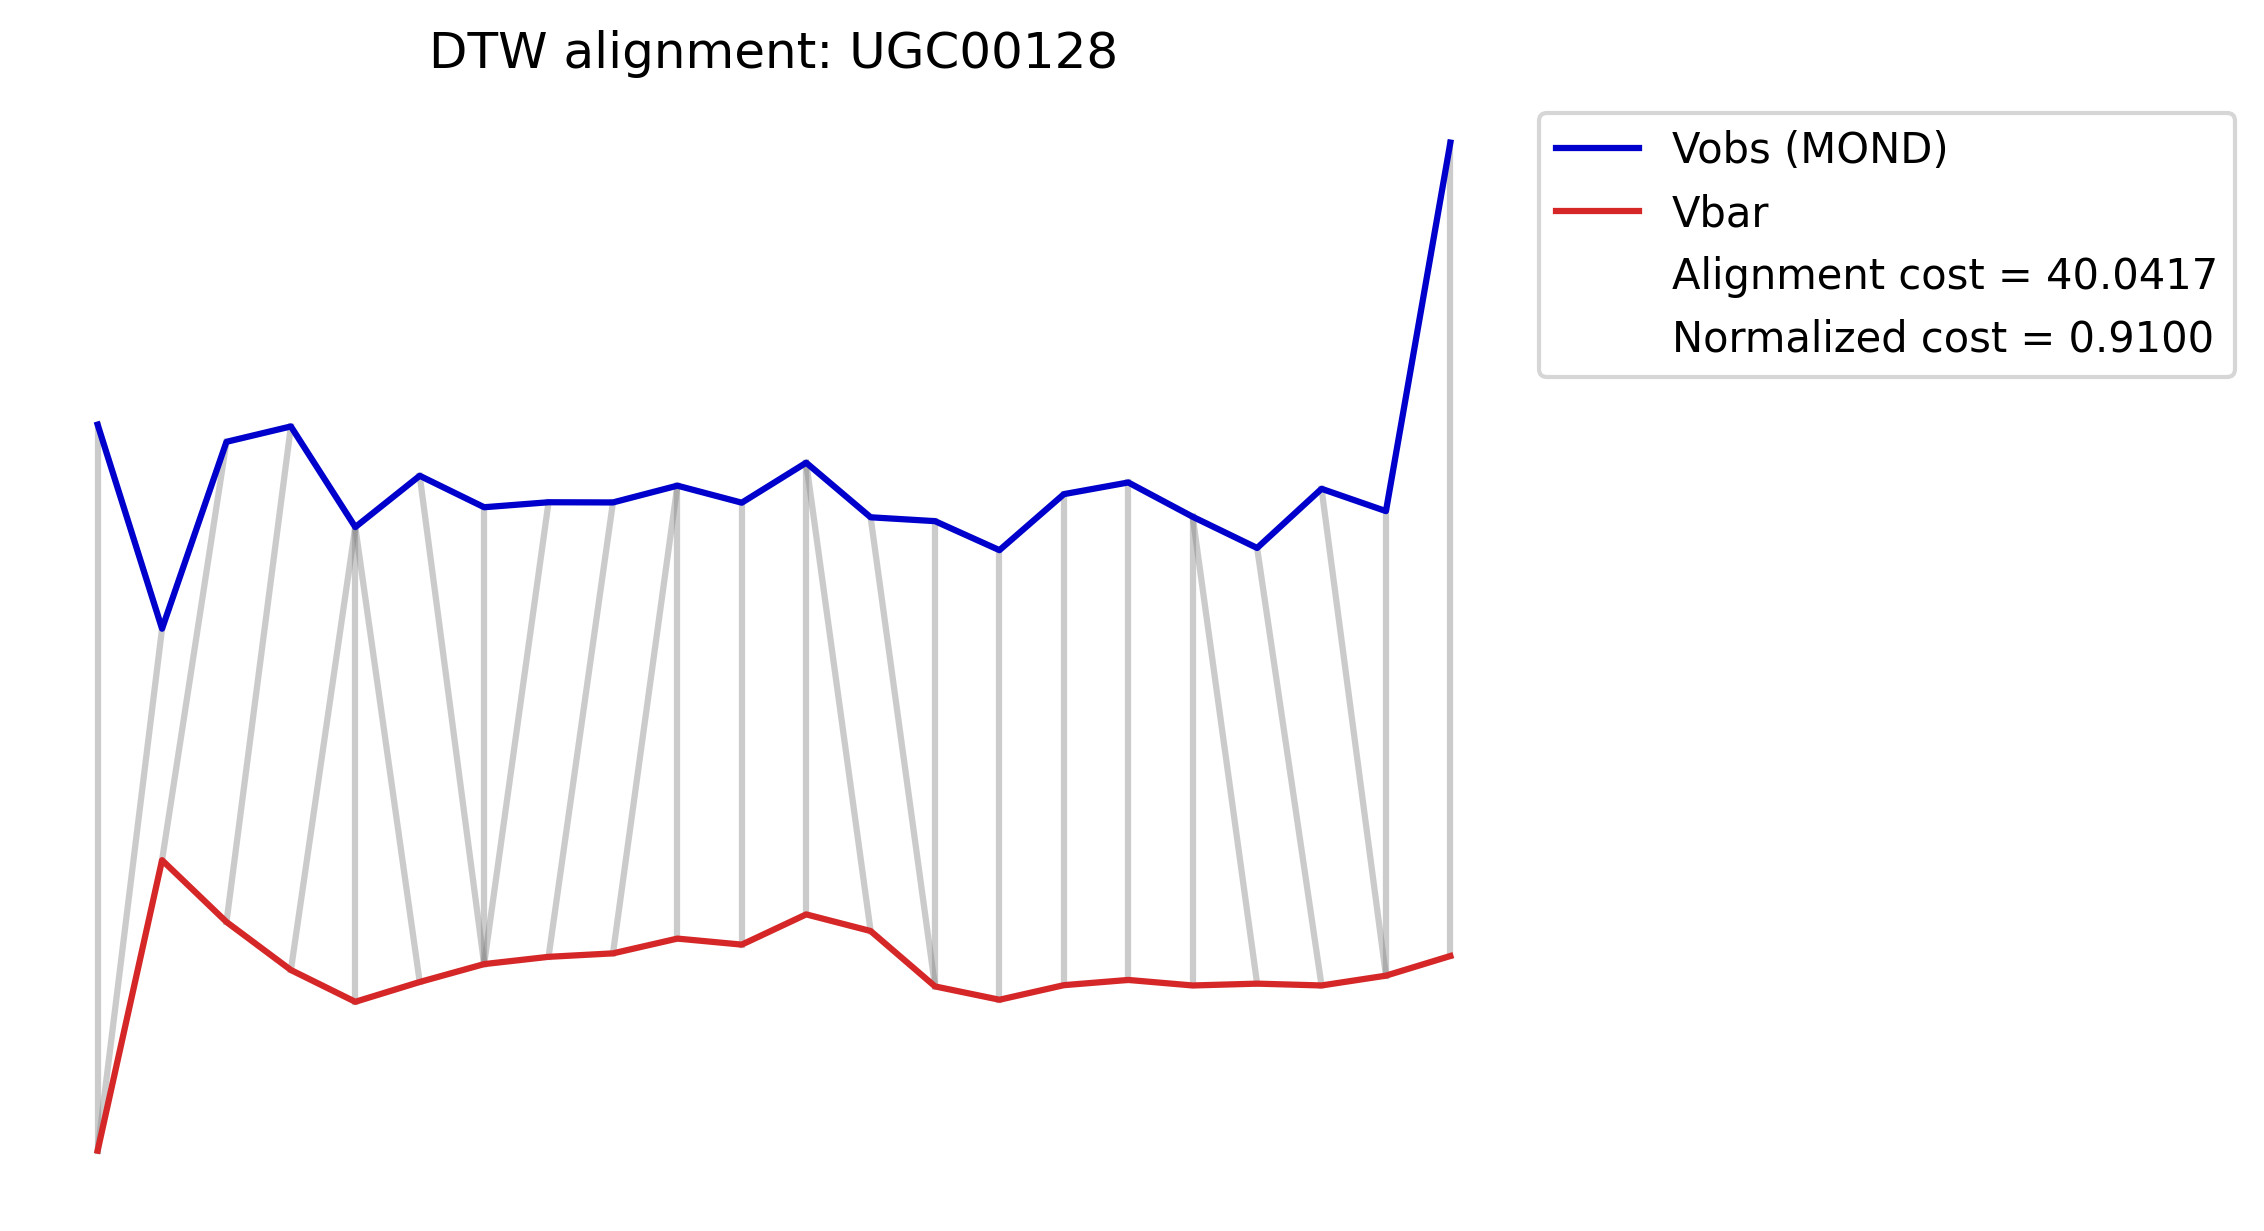 DTW alignment: UGC00128
Vobs (MOND)
Vbar
Alignment cost = 40.0417
Normalized cost = 0.9100